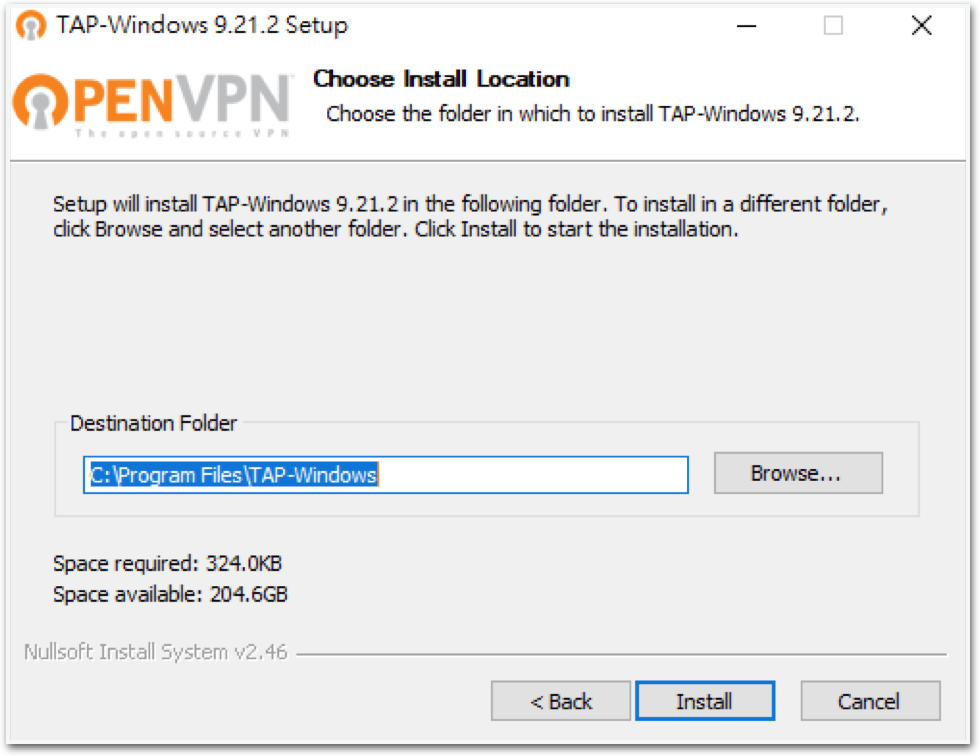 TAP-Windows 9.21.2 Setup
OPENVPN™
The open source VPN
Choose Install Location
Choose the folder in which to install TAP-Windows 9.21.2.
Setup will install TAP-Windows 9.21.2 in the following folder. To install in a different folder,
click Browse and select another folder. Click Install to start the installation.
Destination Folder
C:\Program Files\TAP-Windows
Browse...
Space required: 324.0KB
Space available: 204.6GB
Nullsoft Install System v2.46
< Back
Install
Cancel